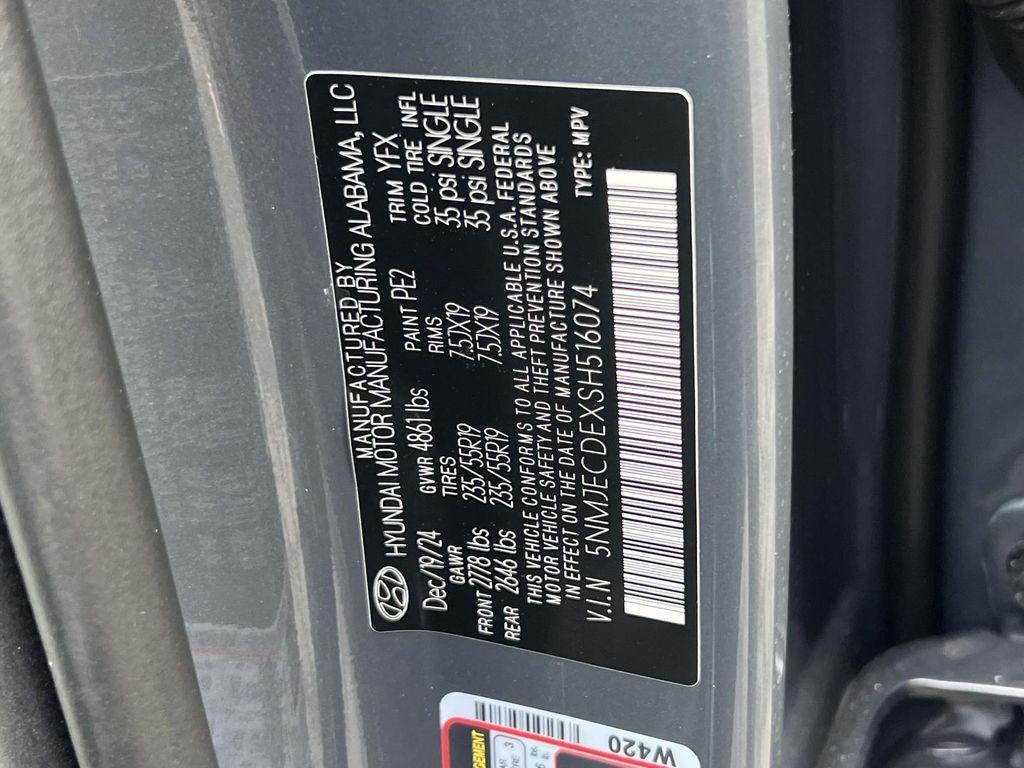 MANUFACTURED BY
HYUNDAI MOTOR MANUFACTURING ALABAMA, LLC
Dec/19/24 GVWR 4861 lbs PAINT PE2 TRIM YFX
GAWR TIRES RIMS COLD TIRE INFL
FRONT 2778 lbs 235/55R19 7.5JX19 35 psi SINGLE
REAR 2646 lbs 235/55R19 7.5JX19 35 psi SINGLE
THIS VEHICLE CONFORMS TO ALL APPLICABLE U.S.A. FEDERAL
MOTOR VEHICLE SAFETY AND THEFT PREVENTION STANDARDS
IN EFFECT ON THE DATE OF MANUFACTURE SHOWN ABOVE
V.I.N 5NMJECDEXSH516074 TYPE: MPV
W420